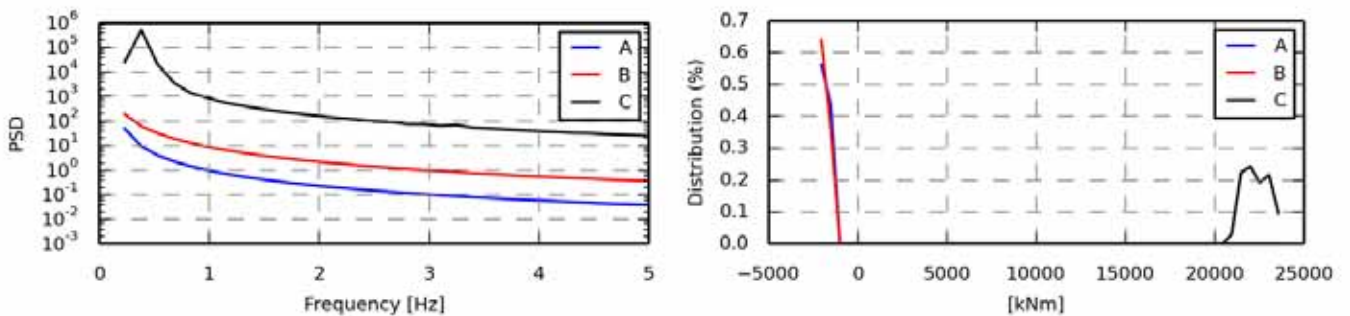 10^6
10^5
10^4
10^3
10^2
10^1
10^0
10^-1
10^-2
10^-3
PSD
0 1 2 3 4 5
Frequency [Hz]
A
B
C
0.7
0.6
0.5
0.4
0.3
0.2
0.1
0.0
Distribution (%)
−5000 0 5000 10000 15000 20000 25000
[kNm]
A
B
C